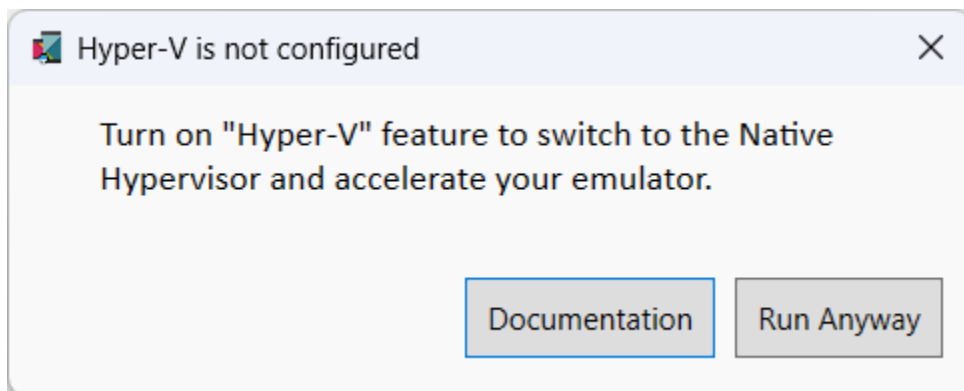 Hyper-V is not configured
Turn on "Hyper-V" feature to switch to the Native
Hypervisor and accelerate your emulator.
Documentation
Run Anyway